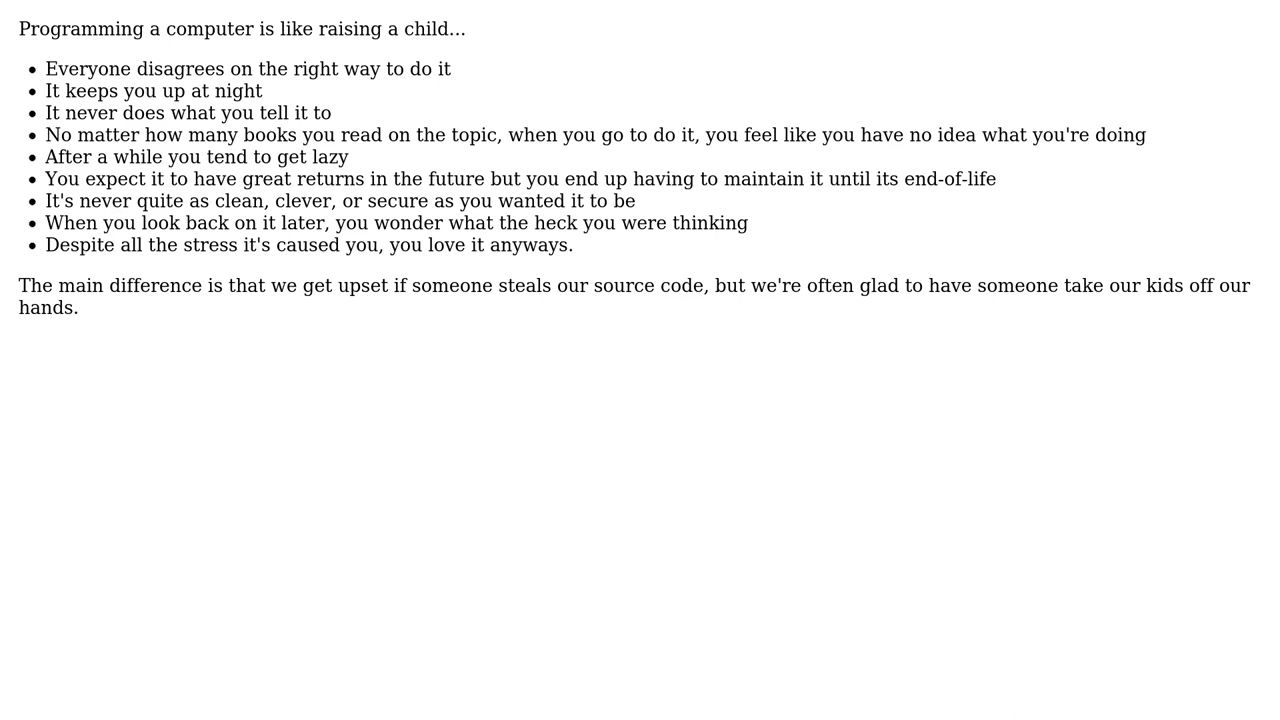 Programming a computer is like raising a child...
• Everyone disagrees on the right way to do it
• It keeps you up at night
• It never does what you tell it to
• No matter how many books you read on the topic, when you go to do it, you feel like you have no idea what you're doing
• After a while you tend to get lazy
• You expect it to have great returns in the future but you end up having to maintain it until its end-of-life
• It's never quite as clean, clever, or secure as you wanted it to be
• When you look back on it later, you wonder what the heck you were thinking
• Despite all the stress it's caused you, you love it anyways.
The main difference is that we get upset if someone steals our source code, but we're often glad to have someone take our kids off our
hands.